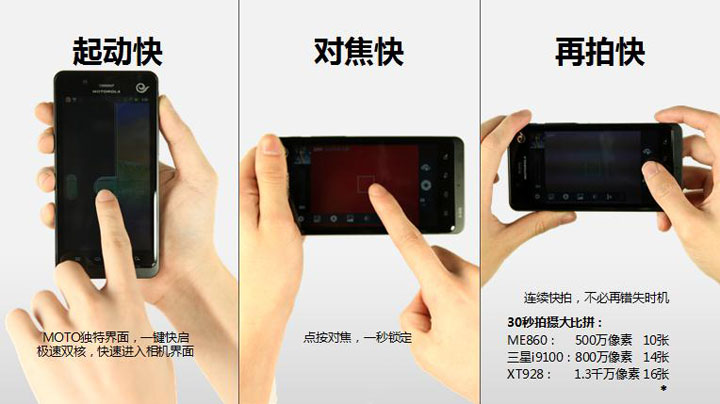 起动快
MOTOROLA
MOTO独特界面，一键快启
极速双核，快速进入相机界面
对焦快
点按对焦，一秒锁定
再拍快
MOTOROLA
连续快拍，不必再错失时机
30秒拍摄大比拼：
ME860： 500万像素 10张
三星i9100：800万像素 14张
XT928： 1.3千万像素 16张
*